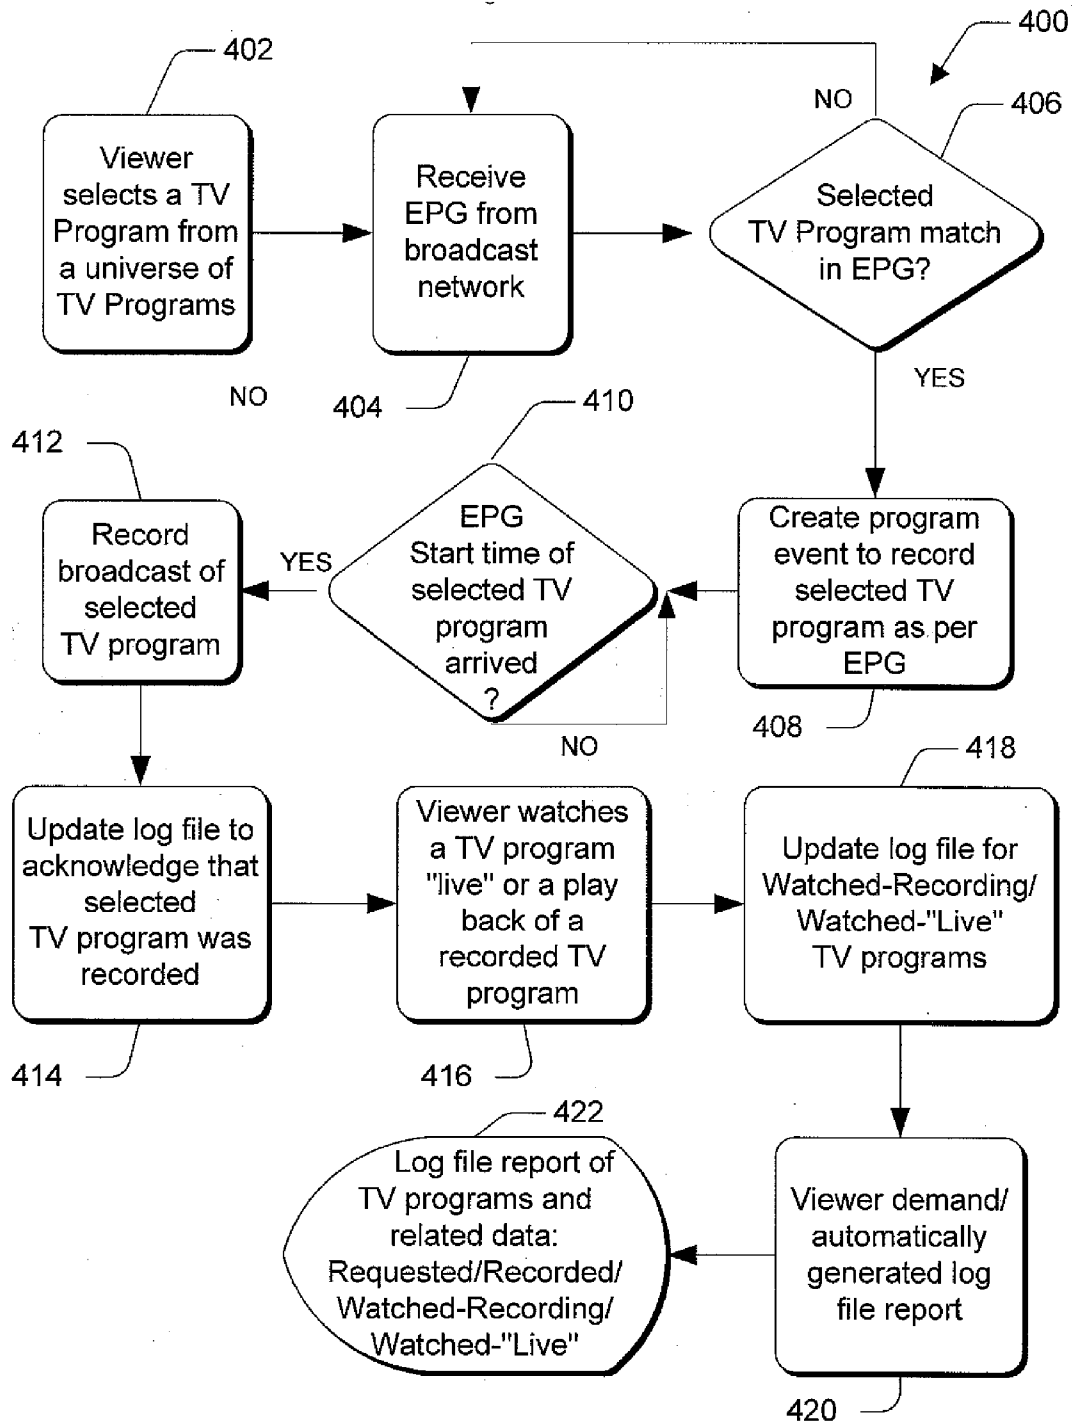 400
402
NO
406
Viewer
selects a TV
Program from
a universe of
TV Programs
Receive
EPG from
broadcast
network
Selected
TV Program match
in EPG?
NO
404
YES
410
412
EPG
Start time of
selected TV
program
arrived
?
Create program
event to record
selected TV
program as per
EPG
Record
broadcast of
selected
TV program
YES
408
NO
418
Update log file to
acknowledge that
selected
TV program was
recorded
Viewer watches
a TV program
"live" or a play
back of a
recorded TV
program
Update log file for
Watched-Recording/
Watched-"Live"
TV programs
414
416
422
Log file report of
TV programs and
related data:
Requested/Recorded/
Watched-Recording/
Watched-"Live"
Viewer demand/
automatically
generated log
file report
420